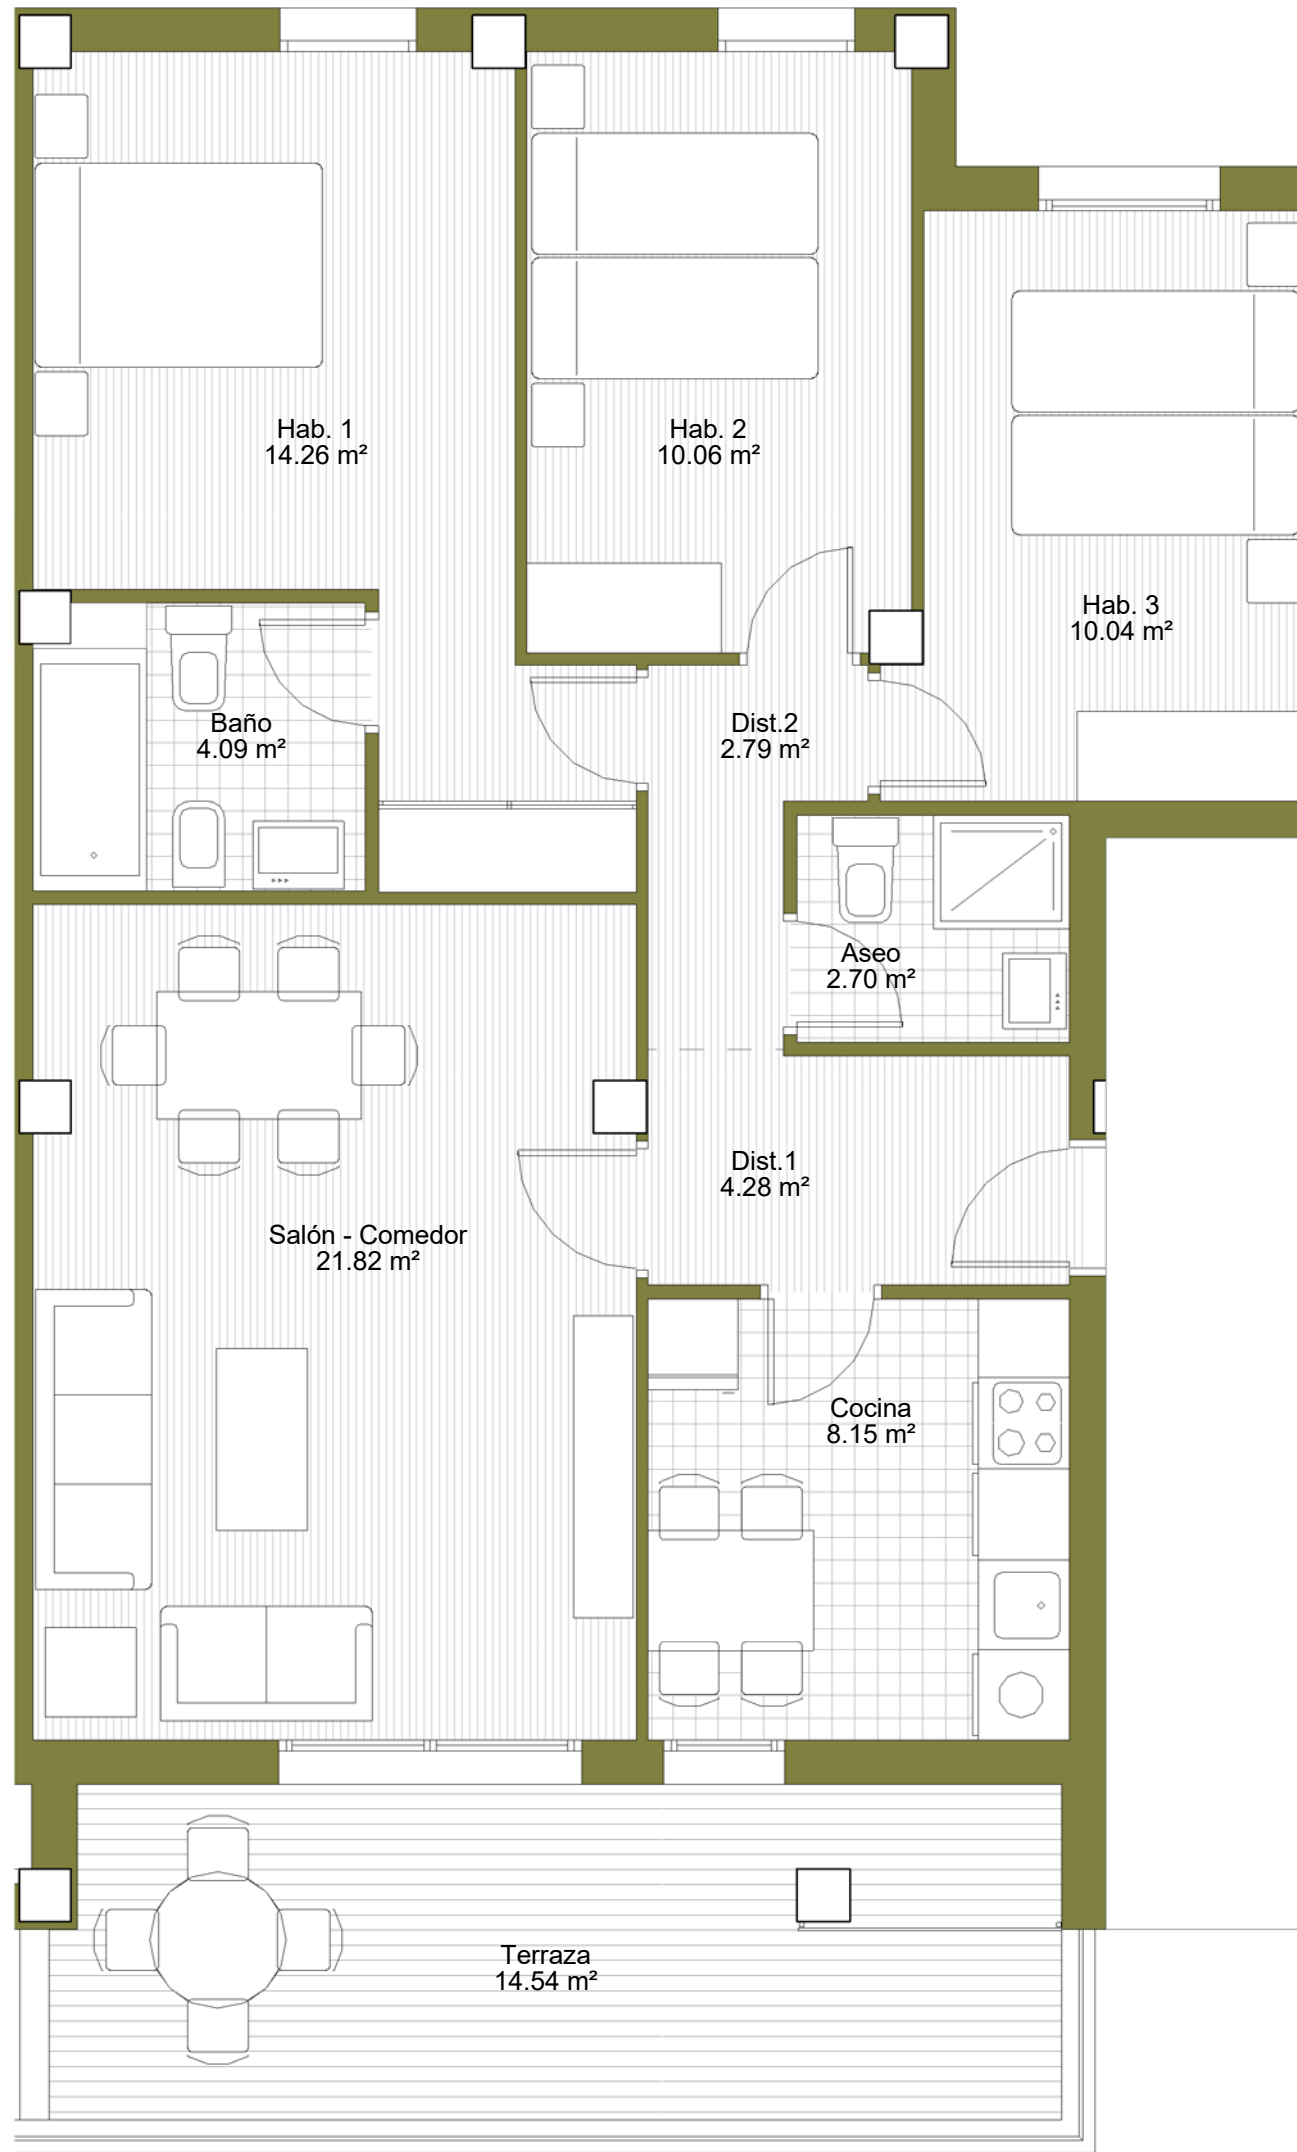 Hab. 1
14.26 m²
Hab. 2
10.06 m²
Hab. 3
10.04 m²
Baño
4.09 m²
Dist.2
2.79 m²
Aseo
2.70 m²
Dist.1
4.28 m²
Salón - Comedor
21.82 m²
Cocina
8.15 m²
Terraza
14.54 m²